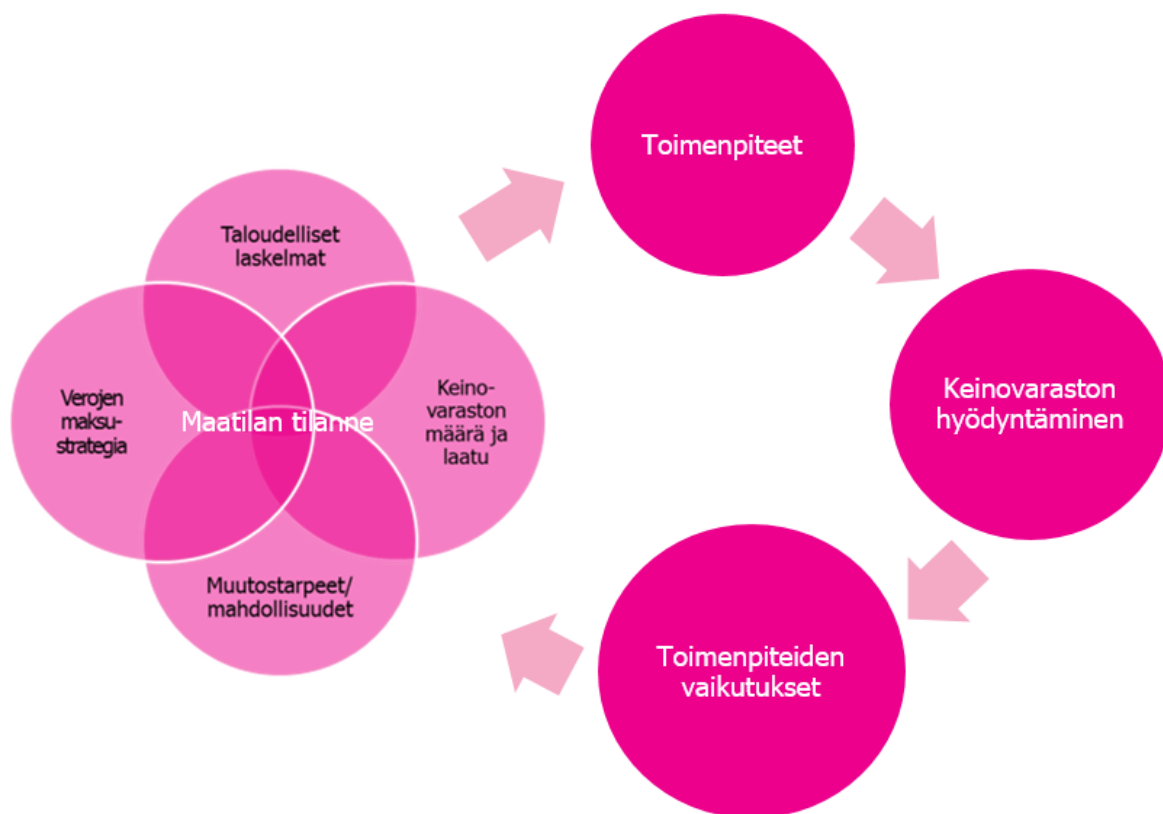 Toimenpiteet
Taloudelliset
laskelmat
Verojen
maksu-
strategia
Maatilan tilanne
Keino-
varaston
määrä ja
laatu
Muutostarpeet/
mahdollisuudet
Keinovaraston
hyödyntäminen
Toimenpiteiden
vaikutukset